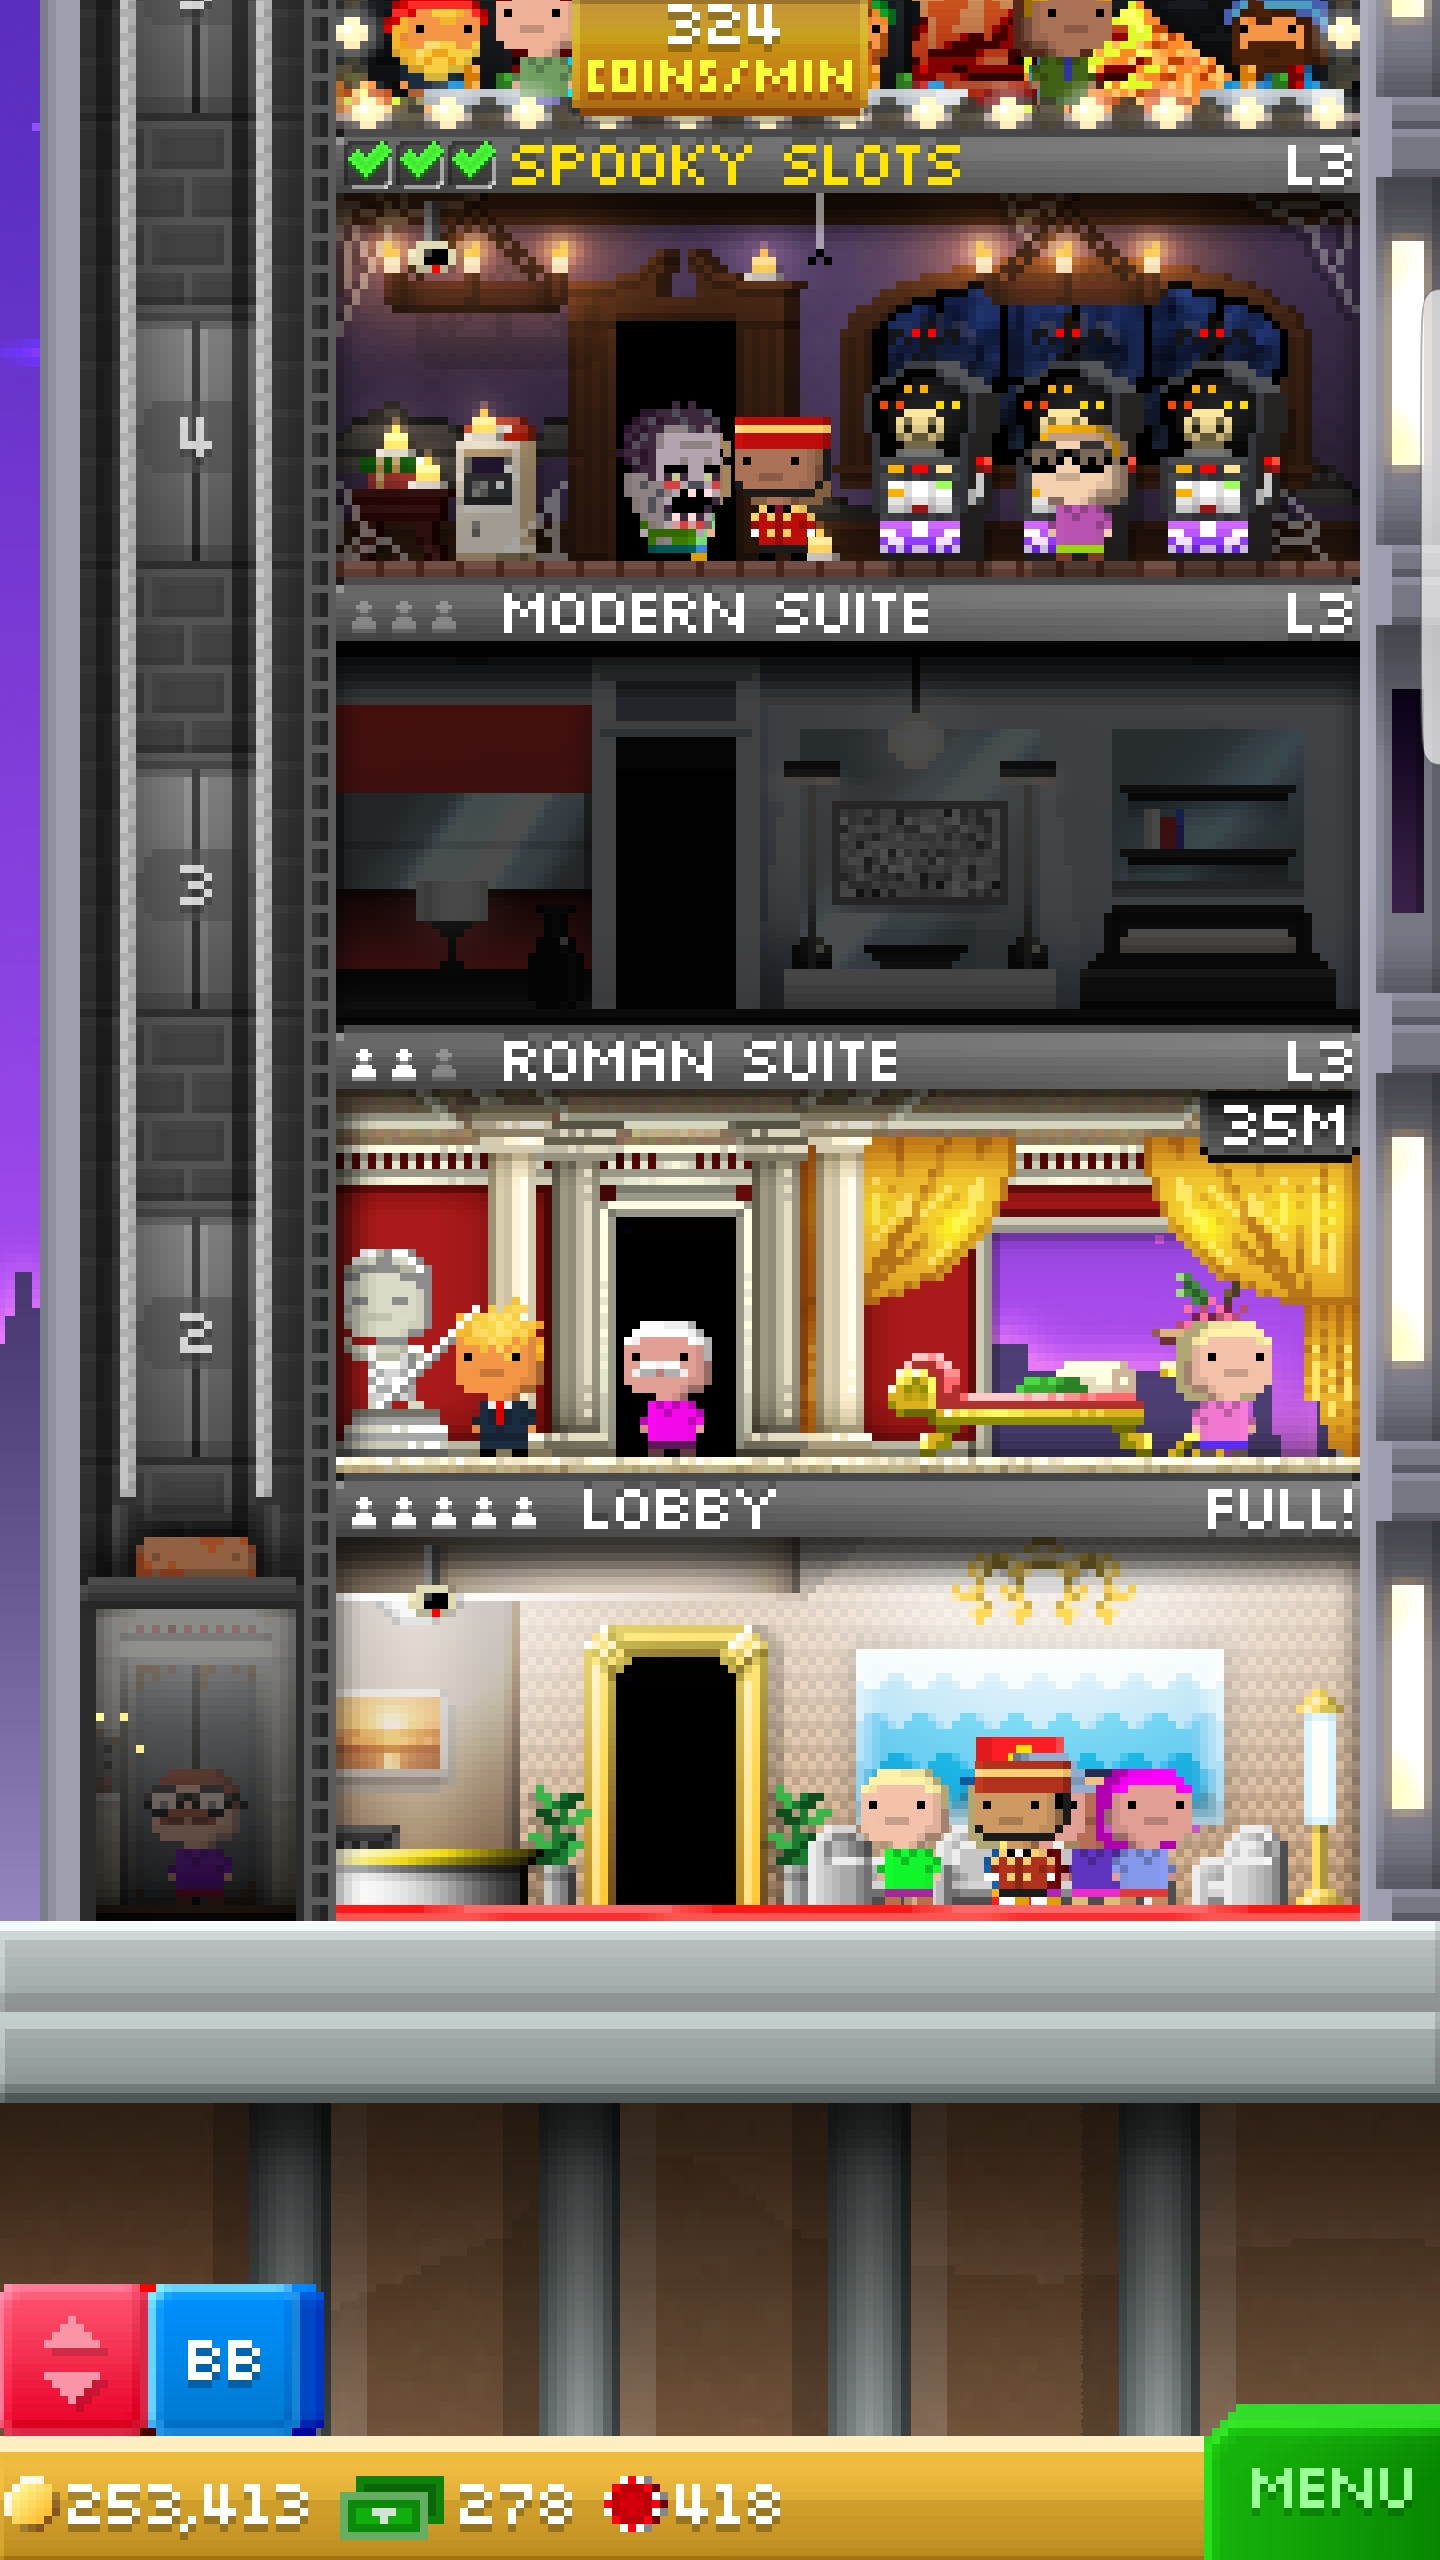 324
COINS/MIN
SPOOKY SLOTS L3
4
MODERN SUITE L3
3
ROMAN SUITE L3
35M
2
LOBBY FULL!
BB
MENU
253,413 278 418